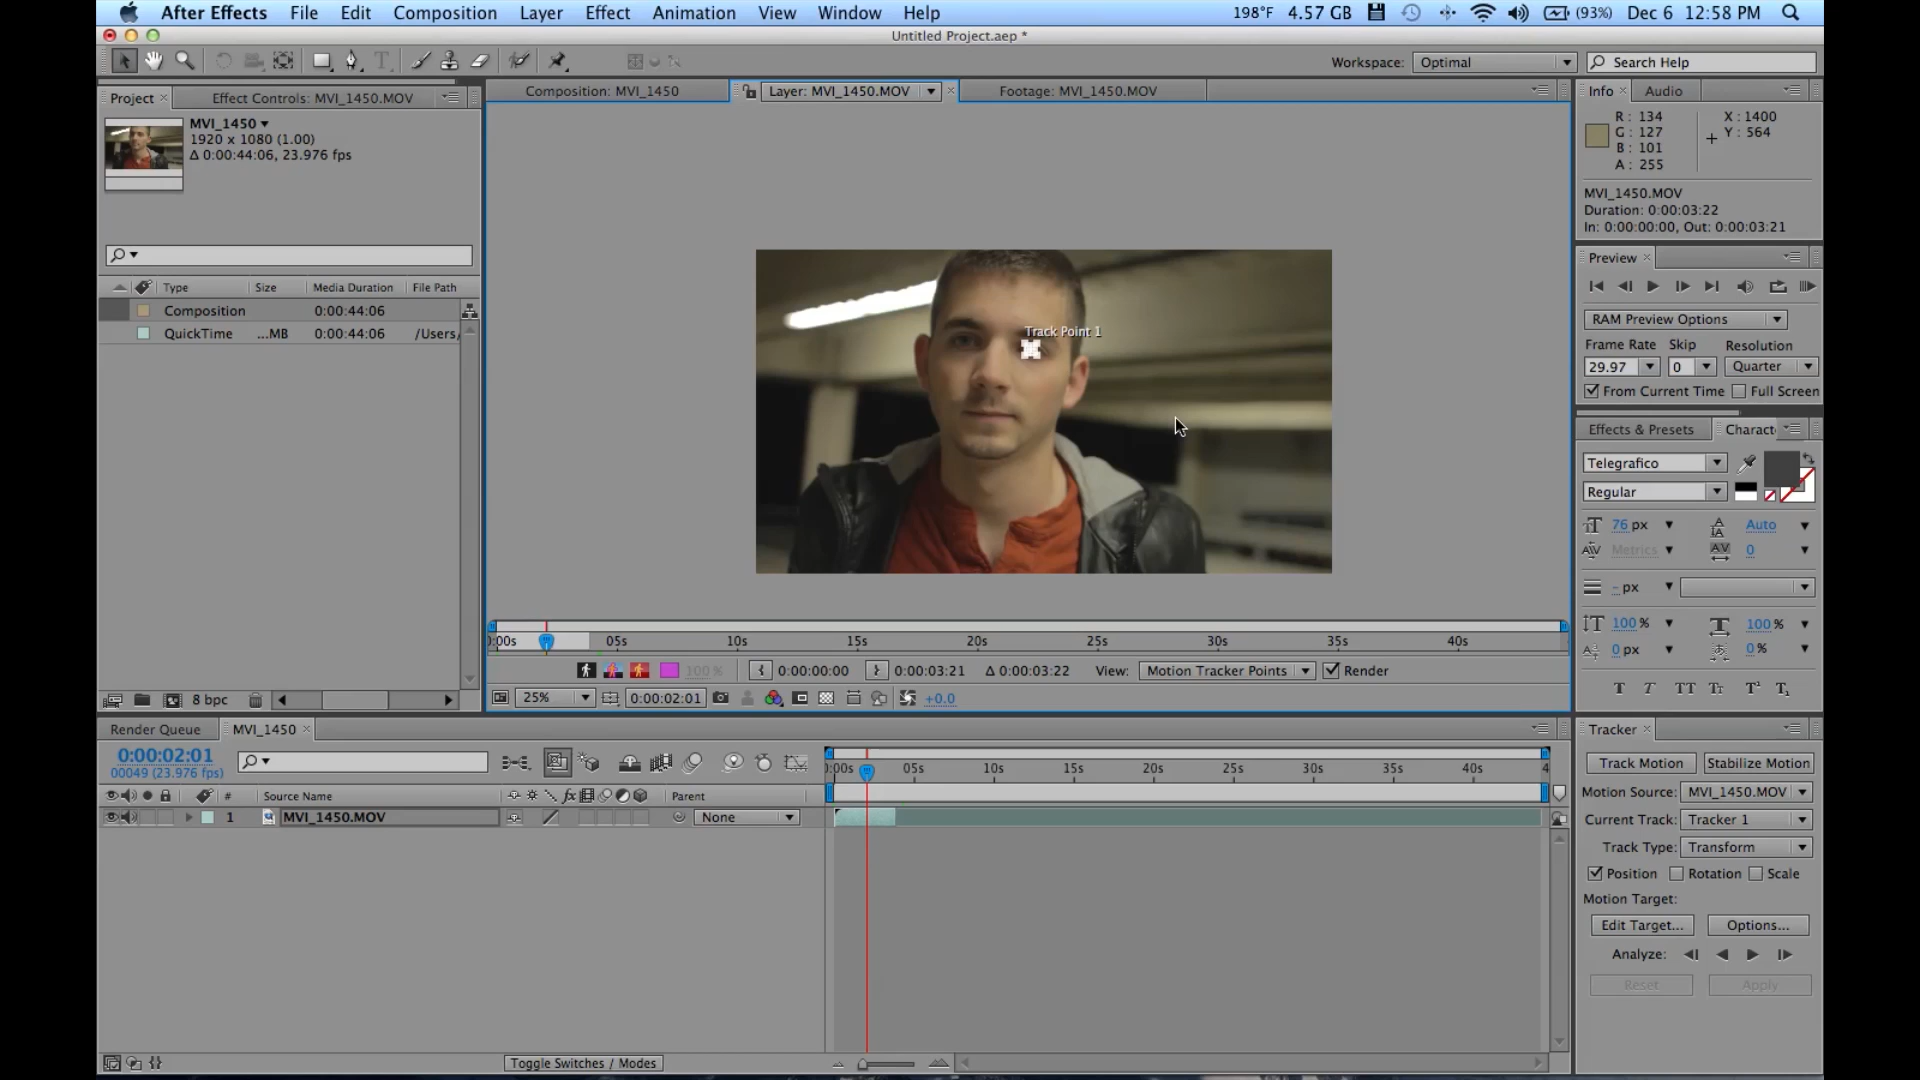 After Effects File Edit Composition Layer Effect Animation View Window Help 198°F 4.57 GB (93%) Dec 6 12:58 PM
Untitled Project.aep *
Workspace: Optimal Search Help
Project Effect Controls: MVI_1450.MOV
Composition: MVI_1450 Layer: MVI_1450.MOV Footage: MVI_1450.MOV
Info Audio
MVI_1450
1920 x 1080 (1.00)
Δ 0:00:44:06, 23.976 fps
R : 134 X : 1400
G : 127 Y : 564
B : 101
A : 255
MVI_1450.MOV
Duration: 0:00:03:22
In: 0:00:00:00, Out: 0:00:03:21
Preview
RAM Preview Options
Frame Rate Skip Resolution
29.97 0 Quarter
From Current Time Full Screen
Type Size Media Duration File Path
Composition 0:00:44:06
QuickTime ...MB 0:00:44:06 /Users/
Track Point 1
Effects & Presets Charact
Telegrafico
Regular
76 px Auto
Metrics 0
- px
100 % 100 %
0 px 0 %
T T TT Tr T¹ T₁
0:00s 05s 10s 15s 20s 25s 30s 35s 40s
100 % 0:00:00:00 0:00:03:21 Δ 0:00:03:22 View: Motion Tracker Points Render
8 bpc 25% 0:00:02:01 +0.0
Render Queue MVI_1450
0:00:02:01
00049 (23.976 fps)
0:00s 05s 10s 15s 20s 25s 30s 35s 40s 4
# Source Name Parent
1 MVI_1450.MOV None
Toggle Switches / Modes
Tracker
Track Motion Stabilize Motion
Motion Source: MVI_1450.MOV
Current Track: Tracker 1
Track Type: Transform
Position Rotation Scale
Motion Target:
Edit Target... Options...
Analyze:
Reset Apply